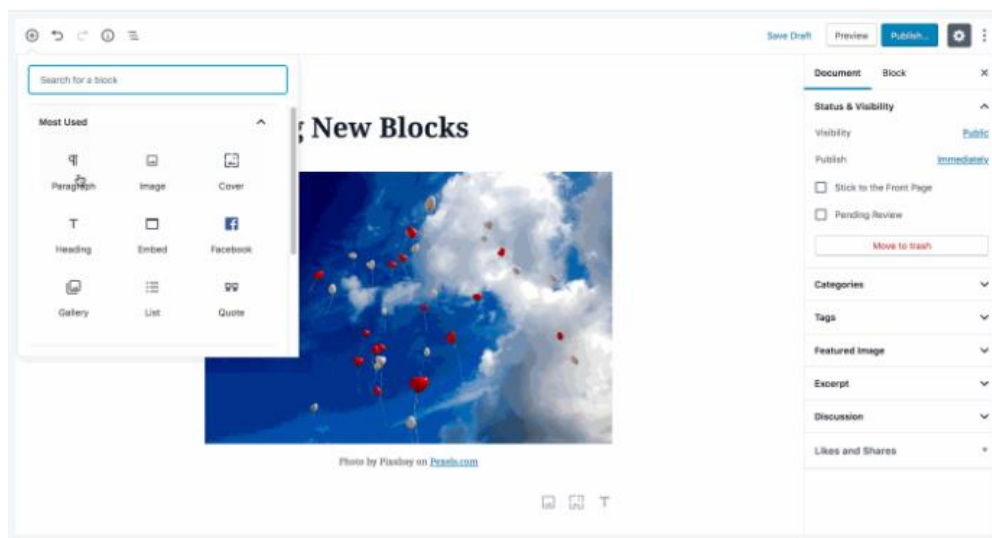 Save Draft Preview Publish...
Search for a block
Most Used
Paragraph Image Cover
Heading Embed Facebook
Gallery List Quote
New Blocks
Photo by Pixabay on Pexels.com
Document Block
Status & Visibility
Visibility Public
Publish Immediately
Stick to the Front Page
Pending Review
Move to trash
Categories
Tags
Featured Image
Excerpt
Discussion
Likes and Shares